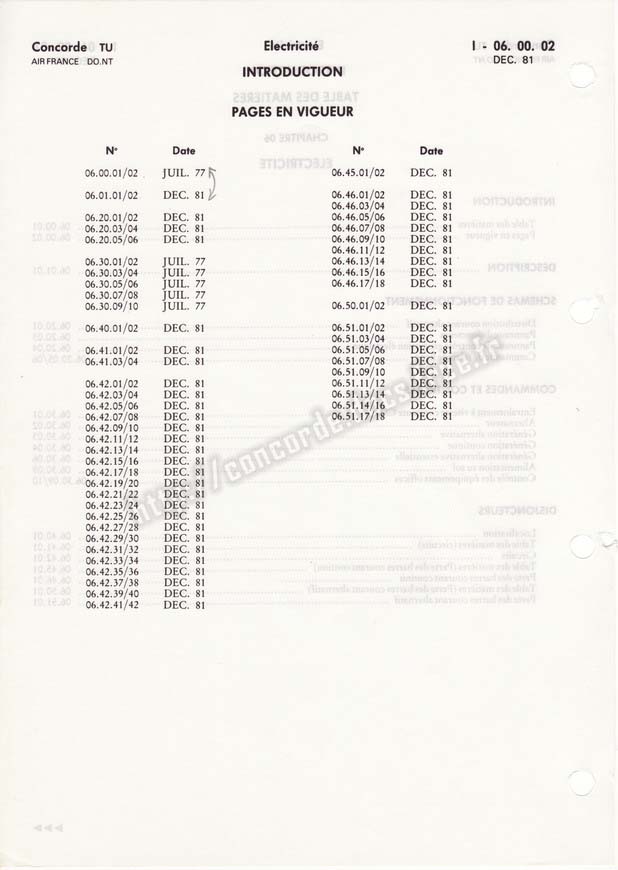 Concorde TU
AIR FRANCE DO.NT
Electricité
I - 06. 00. 02
DEC. 81
INTRODUCTION
PAGES EN VIGUEUR
N° Date
06.00.01/02 JUIL. 77
06.01.01/02 DEC. 81
06.20.01/02 DEC. 81
06.20.03/04 DEC. 81
06.20.05/06 DEC. 81
06.30.01/02 JUIL. 77
06.30.03/04 JUIL. 77
06.30.05/06 JUIL. 77
06.30.07/08 JUIL. 77
06.30.09/10 JUIL. 77
06.40.01/02 DEC. 81
06.41.01/02 DEC. 81
06.41.03/04 DEC. 81
06.42.01/02 DEC. 81
06.42.03/04 DEC. 81
06.42.05/06 DEC. 81
06.42.07/08 DEC. 81
06.42.09/10 DEC. 81
06.42.11/12 DEC. 81
06.42.13/14 DEC. 81
06.42.15/16 DEC. 81
06.42.17/18 DEC. 81
06.42.19/20 DEC. 81
06.42.21/22 DEC. 81
06.42.23/24 DEC. 81
06.42.25/26 DEC. 81
06.42.27/28 DEC. 81
06.42.29/30 DEC. 81
06.42.31/32 DEC. 81
06.42.33/34 DEC. 81
06.42.35/36 DEC. 81
06.42.37/38 DEC. 81
06.42.39/40 DEC. 81
06.42.41/42 DEC. 81
N° Date
06.45.01/02 DEC. 81
06.46.01/02 DEC. 81
06.46.03/04 DEC. 81
06.46.05/06 DEC. 81
06.46.07/08 DEC. 81
06.46.09/10 DEC. 81
06.46.11/12 DEC. 81
06.46.13/14 DEC. 81
06.46.15/16 DEC. 81
06.46.17/18 DEC. 81
06.50.01/02 DEC. 81
06.51.01/02 DEC. 81
06.51.03/04 DEC. 81
06.51.05/06 DEC. 81
06.51.07/08 DEC. 81
06.51.09/10 DEC. 81
06.51.11/12 DEC. 81
06.51.13/14 DEC. 81
06.51.14/16 DEC. 81
06.51.17/18 DEC. 81